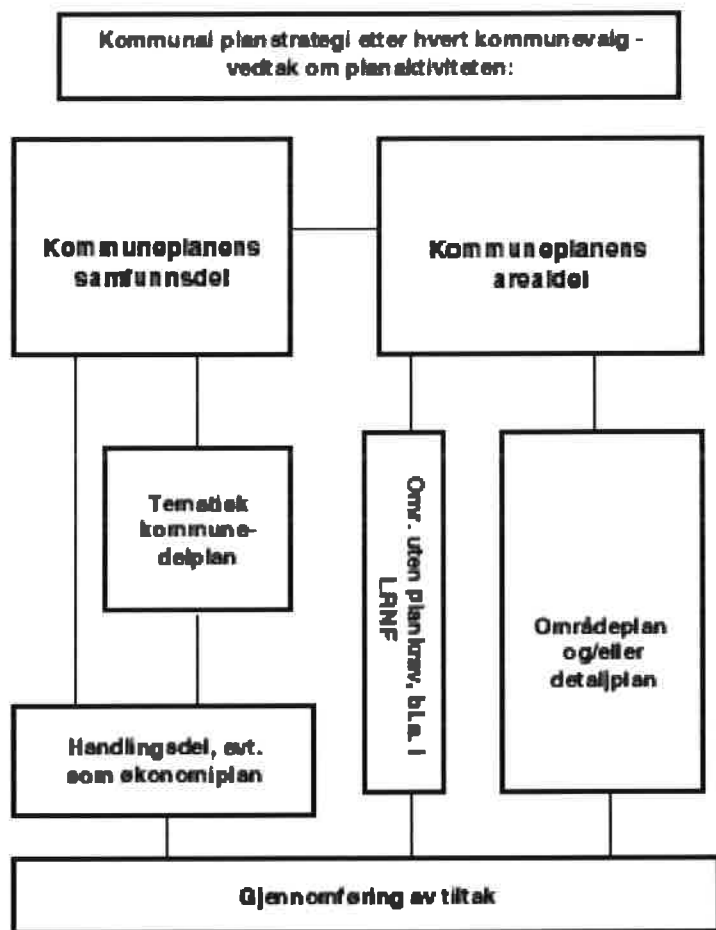 Kommunal planstrategi etter hvert kommunevalg -
vedtak om planaktiviteten:
Kommuneplanens
samfunnsdel
Kommuneplanens
arealdel
Tematisk
kommune-
delplan
Omr. uten plankrav, bl.a. i
LRNF
Områdeplan
og/eller
detaljplan
Handlingsdel, evt.
som økonomiplan
Gjennomføring av tiltak